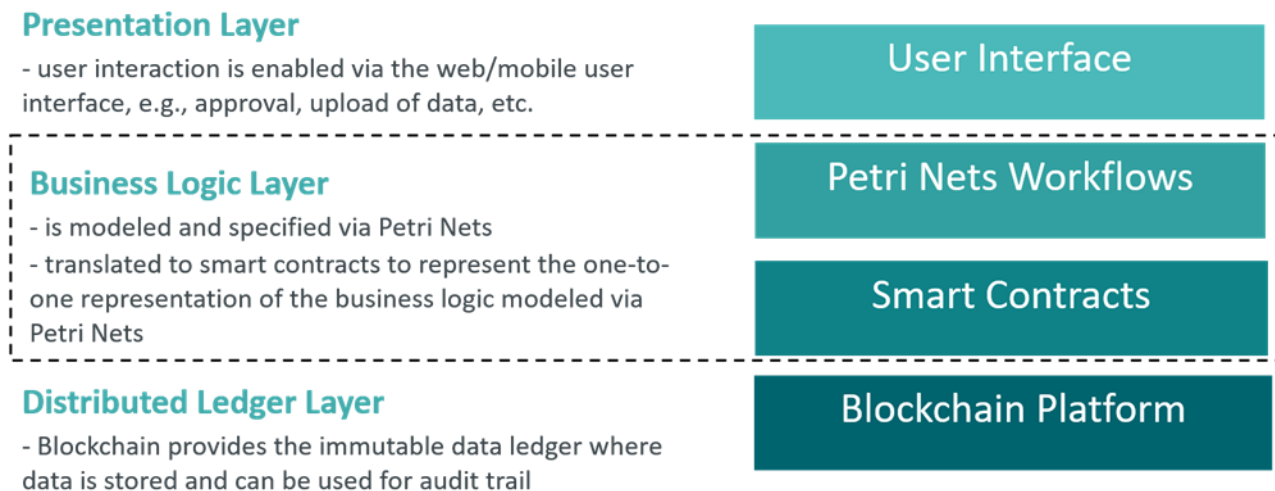 Presentation Layer
- user interaction is enabled via the web/mobile user
interface, e.g., approval, upload of data, etc.
User Interface
Business Logic Layer
- is modeled and specified via Petri Nets
- translated to smart contracts to represent the one-to-
one representation of the business logic modeled via
Petri Nets
Petri Nets Workflows
Smart Contracts
Distributed Ledger Layer
- Blockchain provides the immutable data ledger where
data is stored and can be used for audit trail
Blockchain Platform